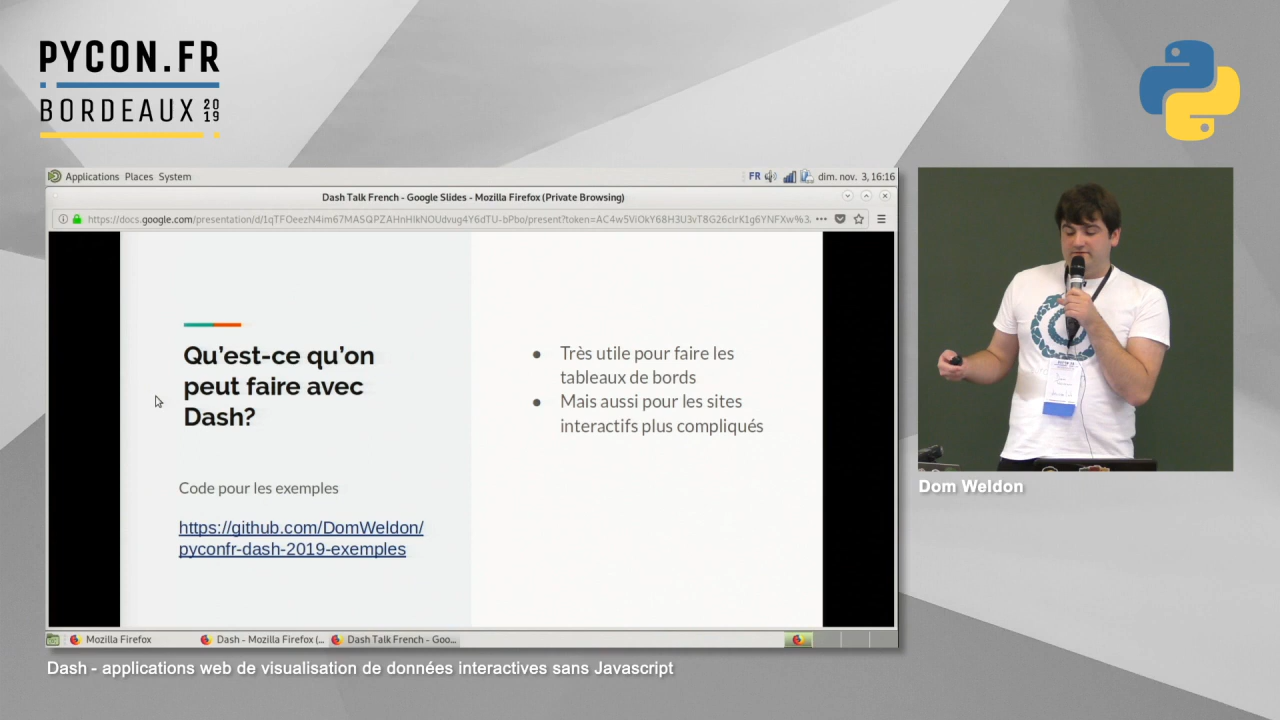 PYCON.FR
BORDEAUX 2019
Applications Places System
FR
dim. nov. 3, 16:16
Dash Talk French - Google Slides - Mozilla Firefox (Private Browsing)
Qu'est-ce qu'on
peut faire avec
Dash?
Code pour les exemples
https://github.com/DomWeldon/
pyconfr-dash-2019-exemples
● Très utile pour faire les
tableaux de bords
● Mais aussi pour les sites
interactifs plus compliqués
Mozilla Firefox
Dash - Mozilla Firefox (...
Dash Talk French - Goo...
Dom Weldon
Dash - applications web de visualisation de données interactives sans Javascript